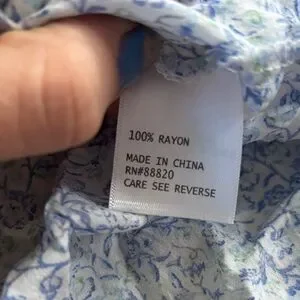 100% RAYON
MADE IN CHINA
RN#88820
CARE SEE REVERSE